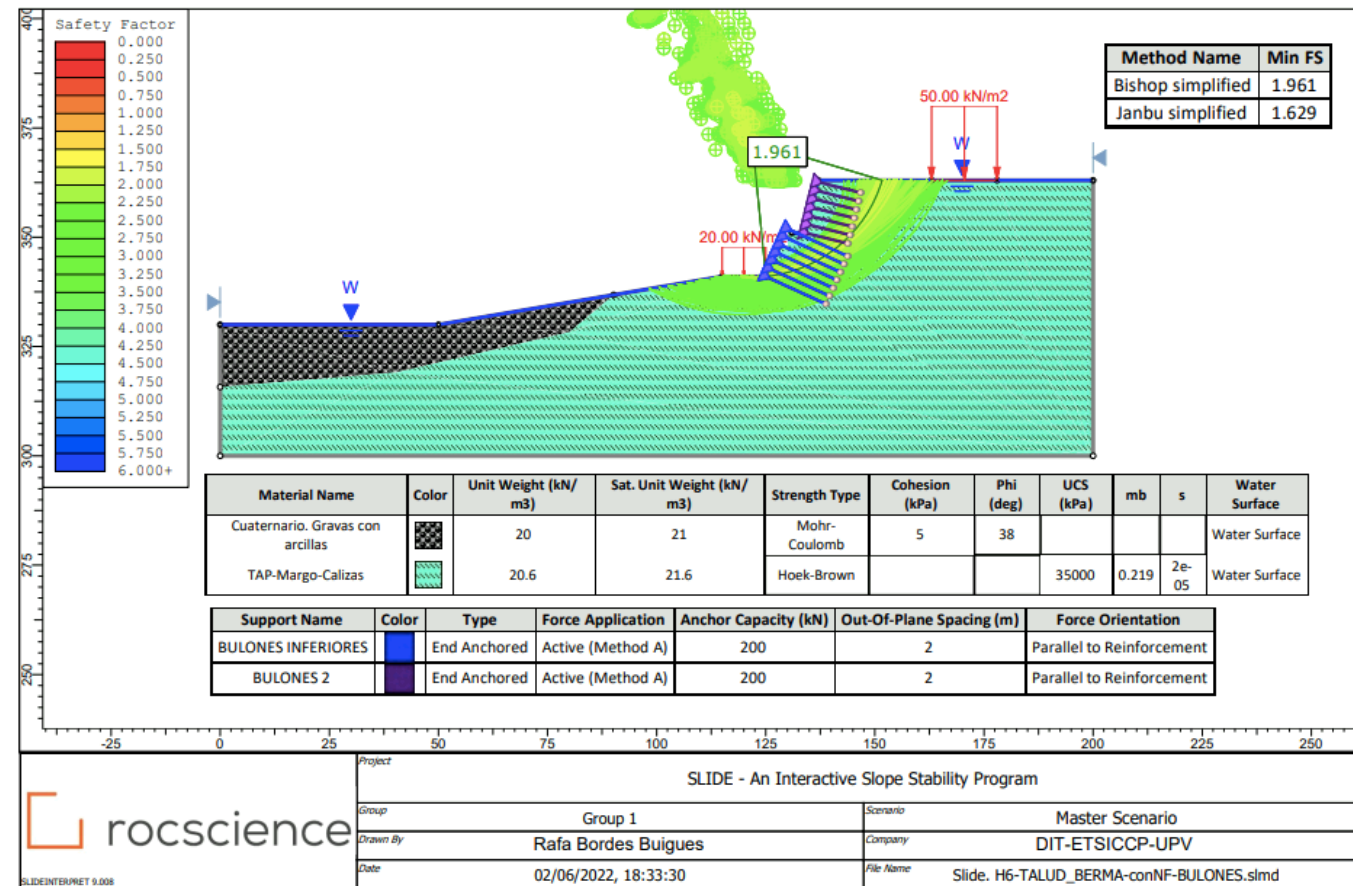 Safety Factor
0.000
0.250
0.500
0.750
1.000
1.250
1.500
1.750
2.000
2.250
2.500
2.750
3.000
3.250
3.500
3.750
4.000
4.250
4.500
4.750
5.000
5.250
5.500
5.750
6.000+
400
375
350
325
300
275
250
Method Name Min FS
Bishop simplified 1.961
Janbu simplified 1.629
50.00 kN/m2
W
1.961
20.00 kN/m
W
Material Name Color Unit Weight (kN/m3) Sat. Unit Weight (kN/m3) Strength Type Cohesion (kPa) Phi (deg) UCS (kPa) mb s Water Surface
Cuaternario. Gravas con arcillas 20 21 Mohr-Coulomb 5 38 Water Surface
TAP-Margo-Calizas 20.6 21.6 Hoek-Brown 35000 0.219 2e-05 Water Surface
Support Name Color Type Force Application Anchor Capacity (kN) Out-Of-Plane Spacing (m) Force Orientation
BULONES INFERIORES End Anchored Active (Method A) 200 2 Parallel to Reinforcement
BULONES 2 End Anchored Active (Method A) 200 2 Parallel to Reinforcement
-25 0 25 50 75 100 125 150 175 200 225 250
rocscience
SLIDEINTERPRET 9.008
Project
SLIDE - An Interactive Slope Stability Program
Group
Group 1
Scenario
Master Scenario
Drawn By
Rafa Bordes Buigues
Company
DIT-ETSICCP-UPV
Date
02/06/2022, 18:33:30
File Name
Slide. H6-TALUD_BERMA-conNF-BULONES.slmd